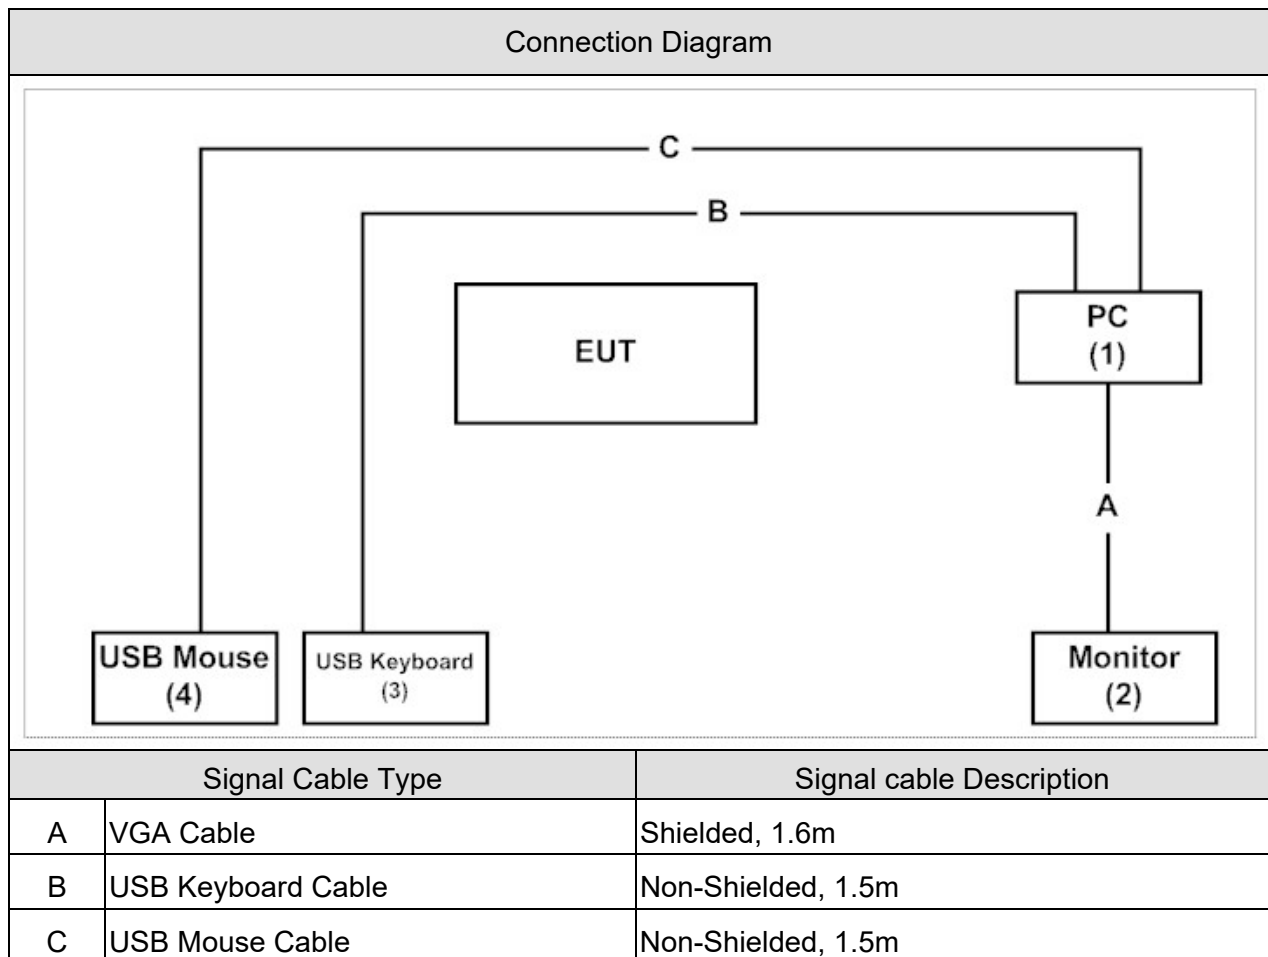 Connection Diagram
C
B
EUT
PC
(1)
A
USB Mouse
(4)
USB Keyboard
(3)
Monitor
(2)
Signal Cable Type Signal cable Description
A VGA Cable Shielded, 1.6m
B USB Keyboard Cable Non-Shielded, 1.5m
C USB Mouse Cable Non-Shielded, 1.5m